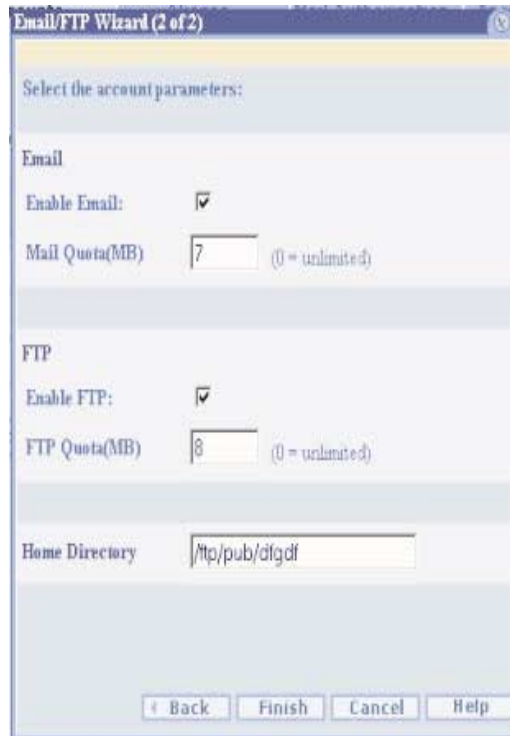 Email/FTP Wizard (2 of 2)
Select the account parameters:
Email
Enable Email:
Mail Quota(MB) 7 (0 = unlimited)
FTP
Enable FTP:
FTP Quota(MB) 8 (0 = unlimited)
Home Directory /ftp/pub/dfgdf
Back Finish Cancel Help